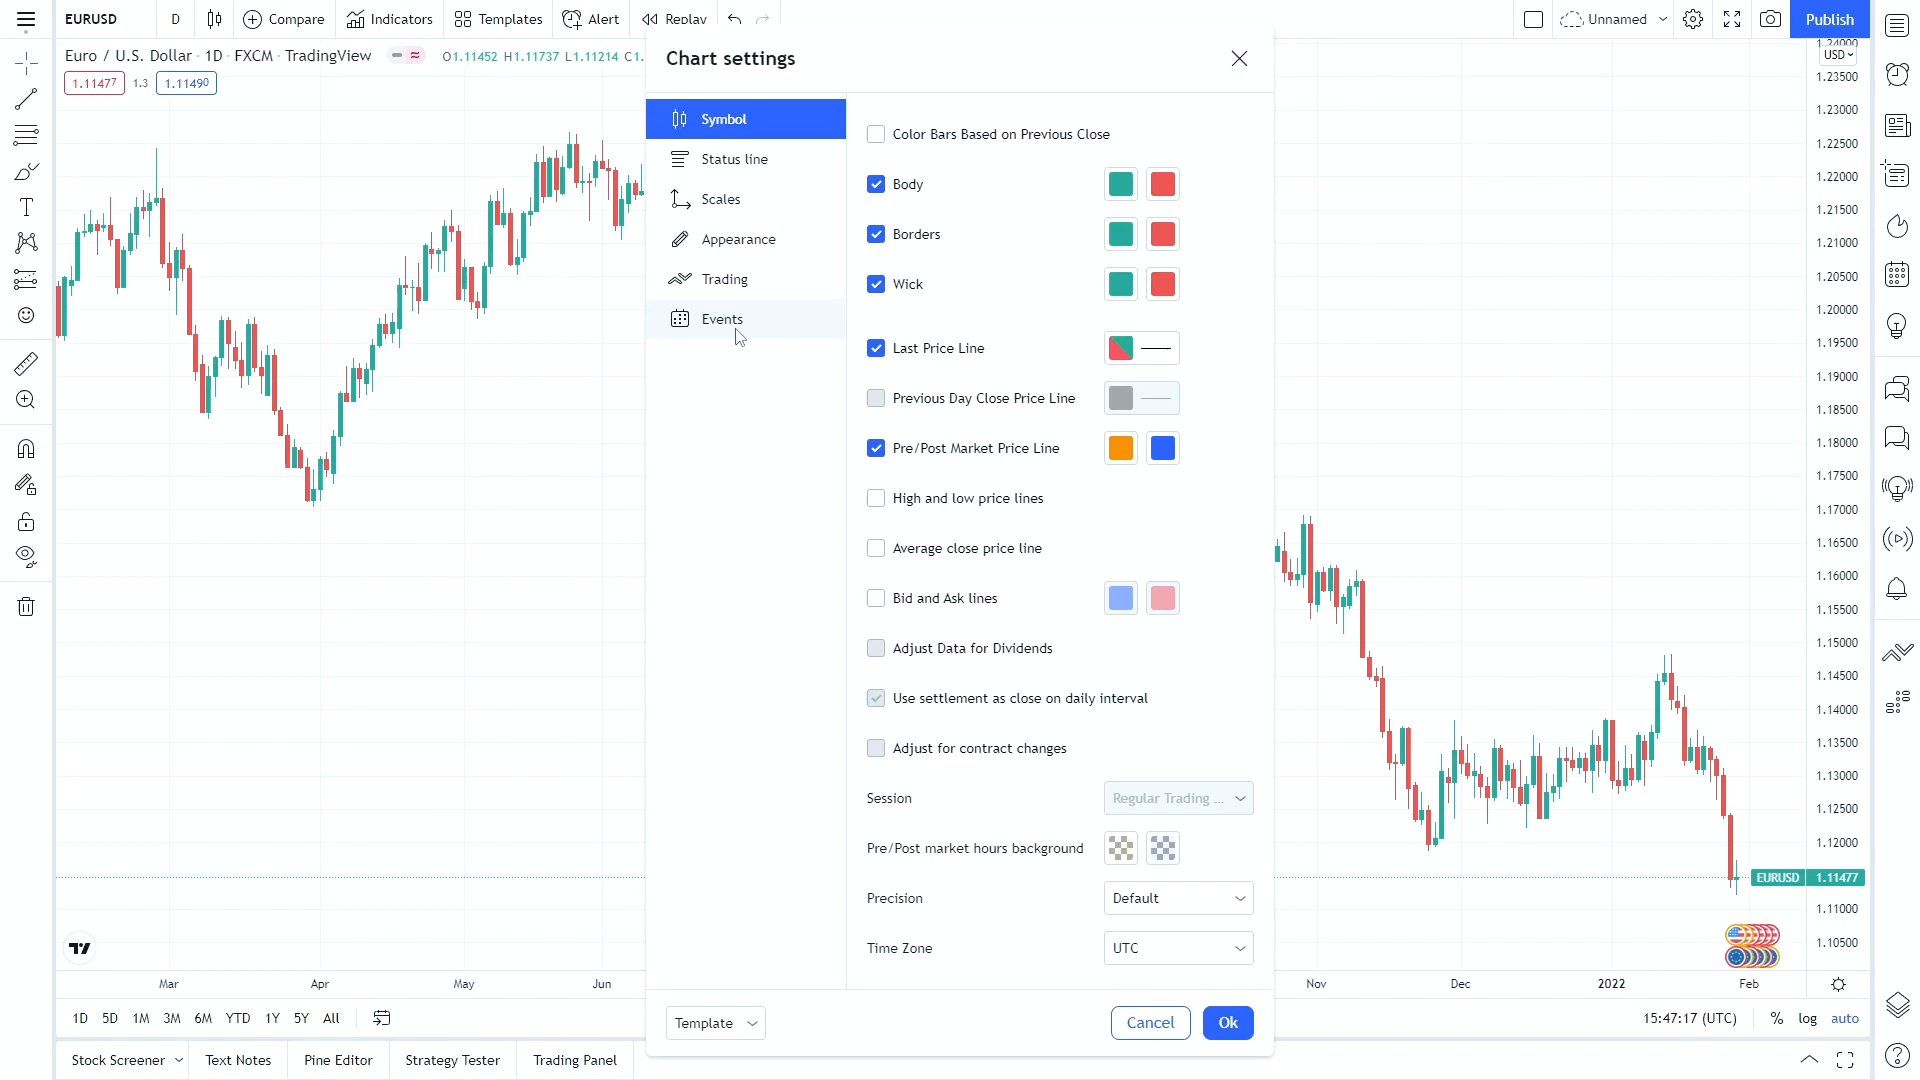 EURUSD D Compare Indicators Templates Alert Replay Unnamed Publish
Euro / U.S. Dollar · 1D · FXCM · TradingView O1.11452 H1.11737 L1.11214 C1.
1.11477 1.3 1.11490
Chart settings
Symbol
Status line
Scales
Appearance
Trading
Events
Color Bars Based on Previous Close
Body
Borders
Wick
Last Price Line
Previous Day Close Price Line
Pre/Post Market Price Line
High and low price lines
Average close price line
Bid and Ask lines
Adjust Data for Dividends
Use settlement as close on daily interval
Adjust for contract changes
Session Regular Trading ...
Pre/Post market hours background
Precision Default
Time Zone UTC
Template Cancel Ok
1.24000
USD
1.23500
1.23000
1.22500
1.22000
1.21500
1.21000
1.20500
1.20000
1.19500
1.19000
1.18500
1.18000
1.17500
1.17000
1.16500
1.16000
1.15500
1.15000
1.14500
1.14000
1.13500
1.13000
1.12500
1.12000
EURUSD 1.11477
1.11000
1.10500
Mar Apr May Jun Nov Dec 2022 Feb
1D 5D 1M 3M 6M YTD 1Y 5Y All 15:47:17 (UTC) % log auto
Stock Screener Text Notes Pine Editor Strategy Tester Trading Panel